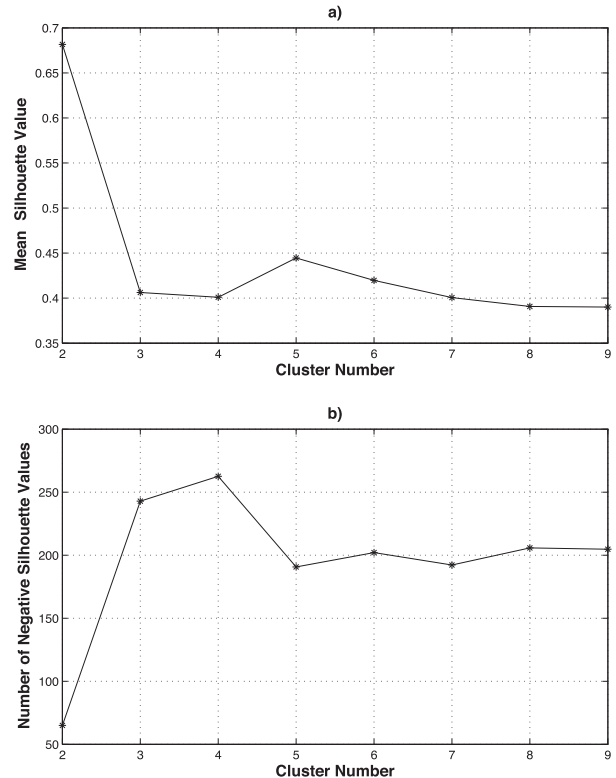 a)
0.7
0.65
0.6
0.55
0.5
0.45
0.4
0.35
Mean Silhouette Value
2 3 4 5 6 7 8 9
Cluster Number
b)
300
250
200
150
100
50
Number of Negative Silhouette Values
2 3 4 5 6 7 8 9
Cluster Number